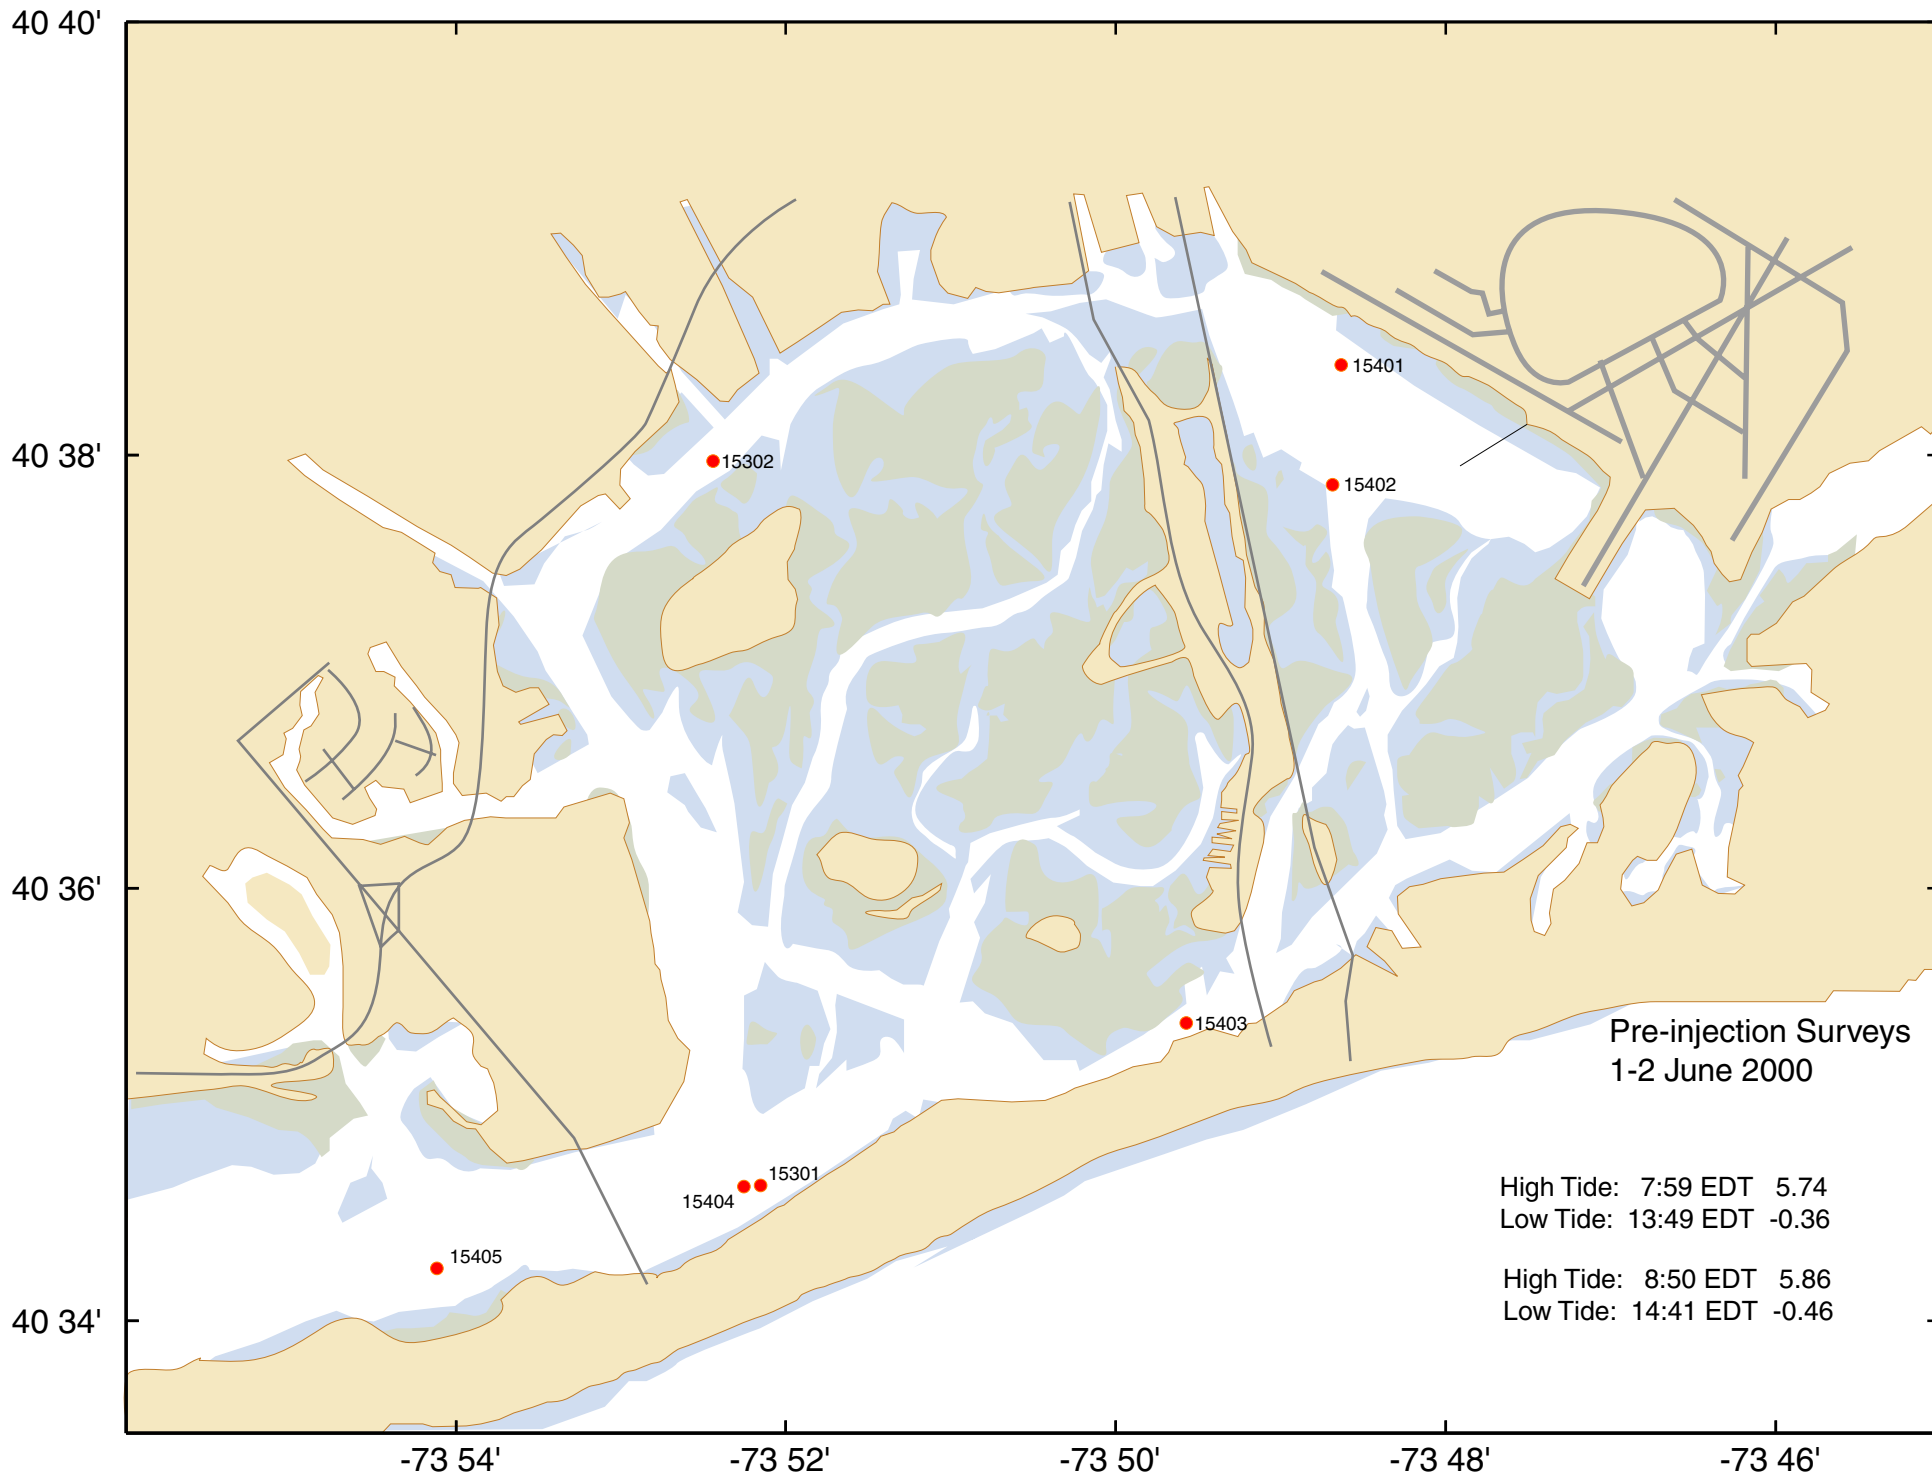 40 40'
15401
40 38'
15302
15402
40 36'
15403
Pre-injection Surveys
1-2 June 2000
15301
15404
High Tide: 7:59 EDT 5.74
Low Tide: 13:49 EDT -0.36
15405
High Tide: 8:50 EDT 5.86
Low Tide: 14:41 EDT -0.46
40 34'
-73 54' -73 52' -73 50' -73 48' -73 46'